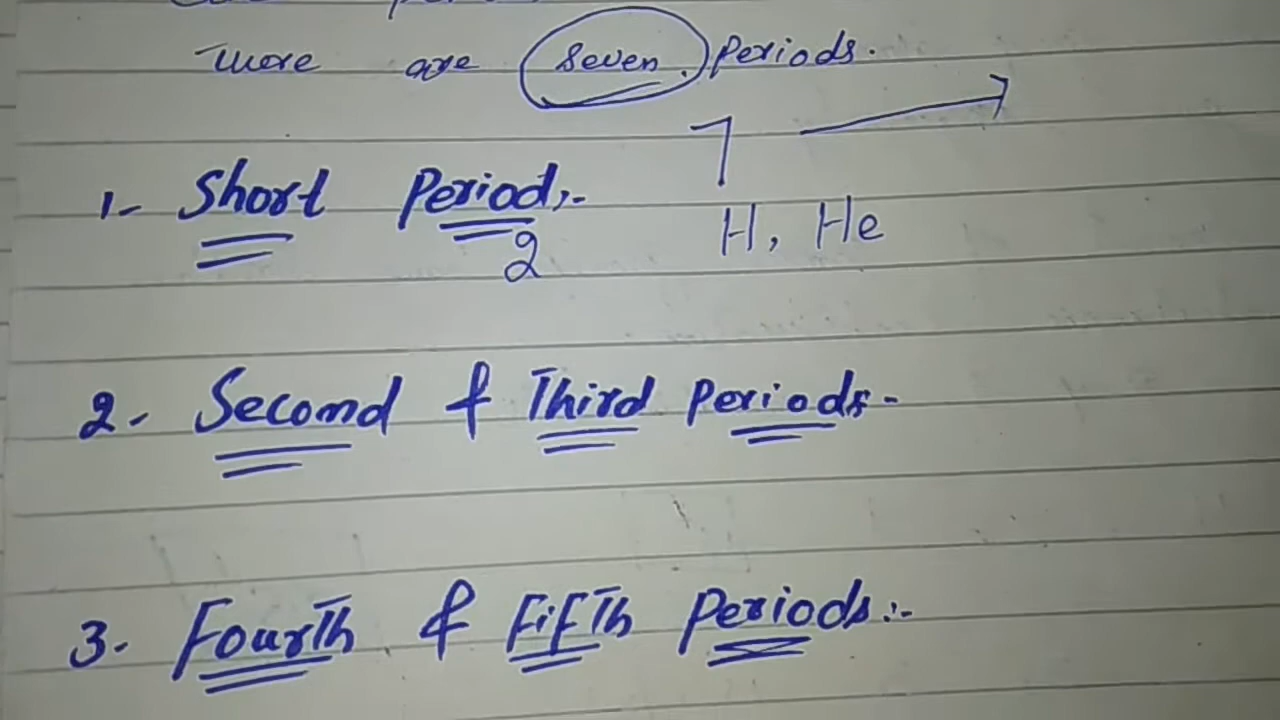 There are Seven. Periods.
7
1- Short Period:-
2
H, He
2- Second & Third Periods-
3- Fourth & Fifth Periods:-